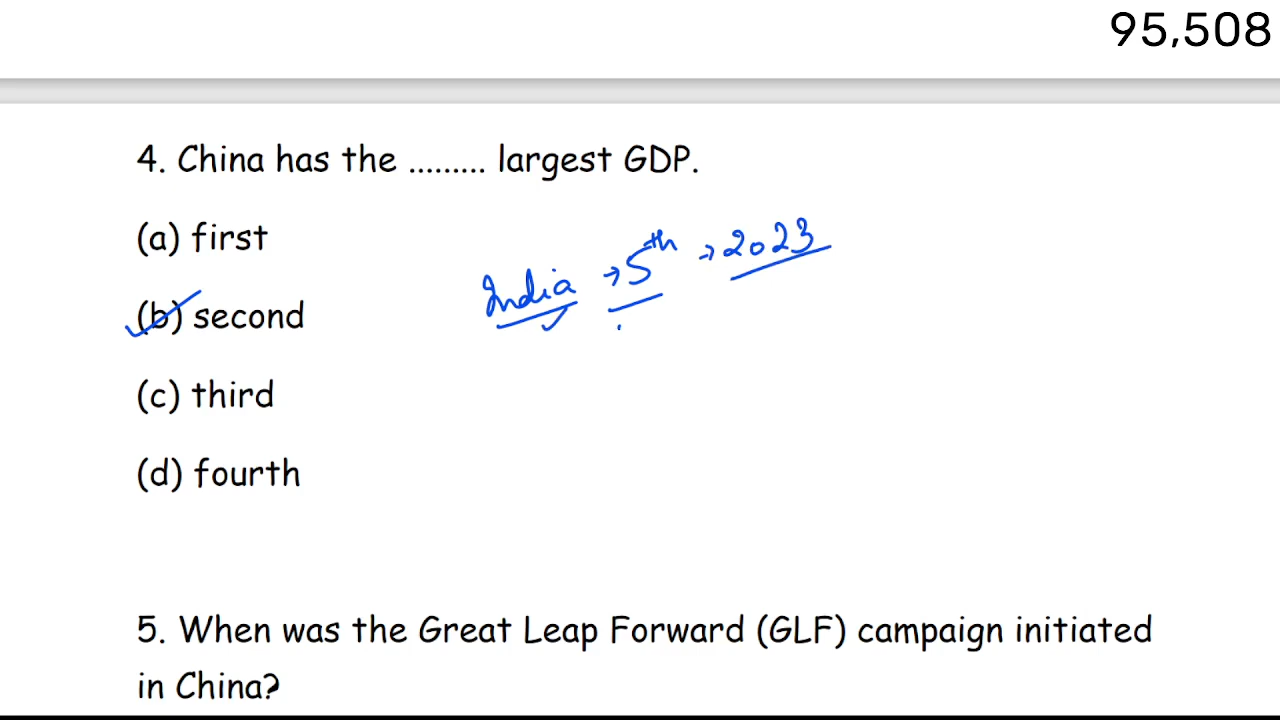 95,508
4. China has the ......... largest GDP.
(a) first
India → 5th → 2023
(b) second
(c) third
(d) fourth
5. When was the Great Leap Forward (GLF) campaign initiated
in China?